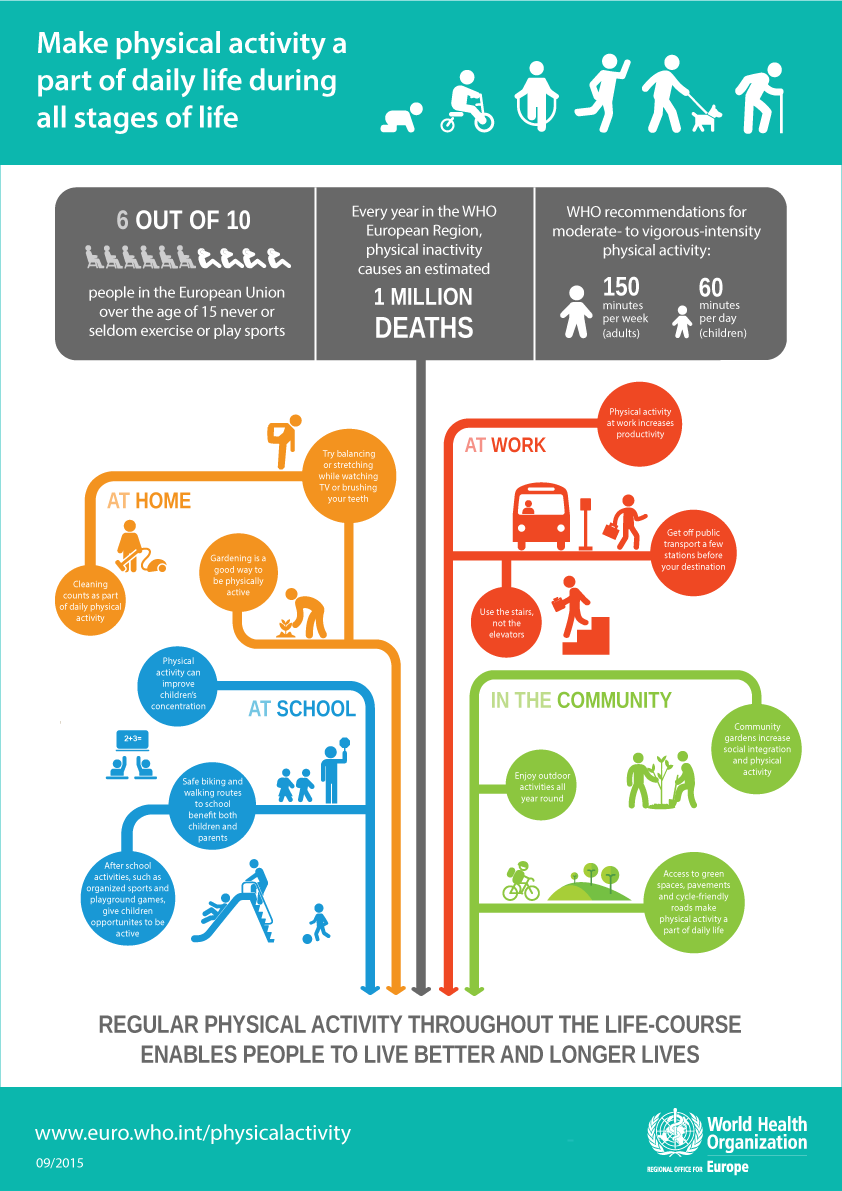 Make physical activity a
part of daily life during
all stages of life
6 OUT OF 10
people in the European Union
over the age of 15 never or
seldom exercise or play sports
Every year in the WHO
European Region,
physical inactivity
causes an estimated
1 MILLION
DEATHS
WHO recommendations for
moderate- to vigorous-intensity
physical activity:
150
minutes
per week
(adults)
60
minutes
per day
(children)
AT HOME
Try balancing
or stretching
while watching
TV or brushing
your teeth
Cleaning
counts as part
of daily physical
activity
Gardening is a
good way to
be physically
active
AT WORK
Physical activity
at work increases
productivity
Get off public
transport a few
stations before
your destination
Use the stairs,
not the
elevators
AT SCHOOL
Physical
activity can
improve
children's
concentration
2+3=
Safe biking and
walking routes
to school
benefit both
children and
parents
After school
activities, such as
organized sports and
playground games,
give children
opportunites to be
active
IN THE COMMUNITY
Community
gardens increase
social integration
and physical
activity
Enjoy outdoor
activities all
year round
Access to green
spaces, pavements
and cycle-friendly
roads make
physical activity a
part of daily life
REGULAR PHYSICAL ACTIVITY THROUGHOUT THE LIFE-COURSE
ENABLES PEOPLE TO LIVE BETTER AND LONGER LIVES
www.euro.who.int/physicalactivity
09/2015
World Health
Organization
REGIONAL OFFICE FOR Europe